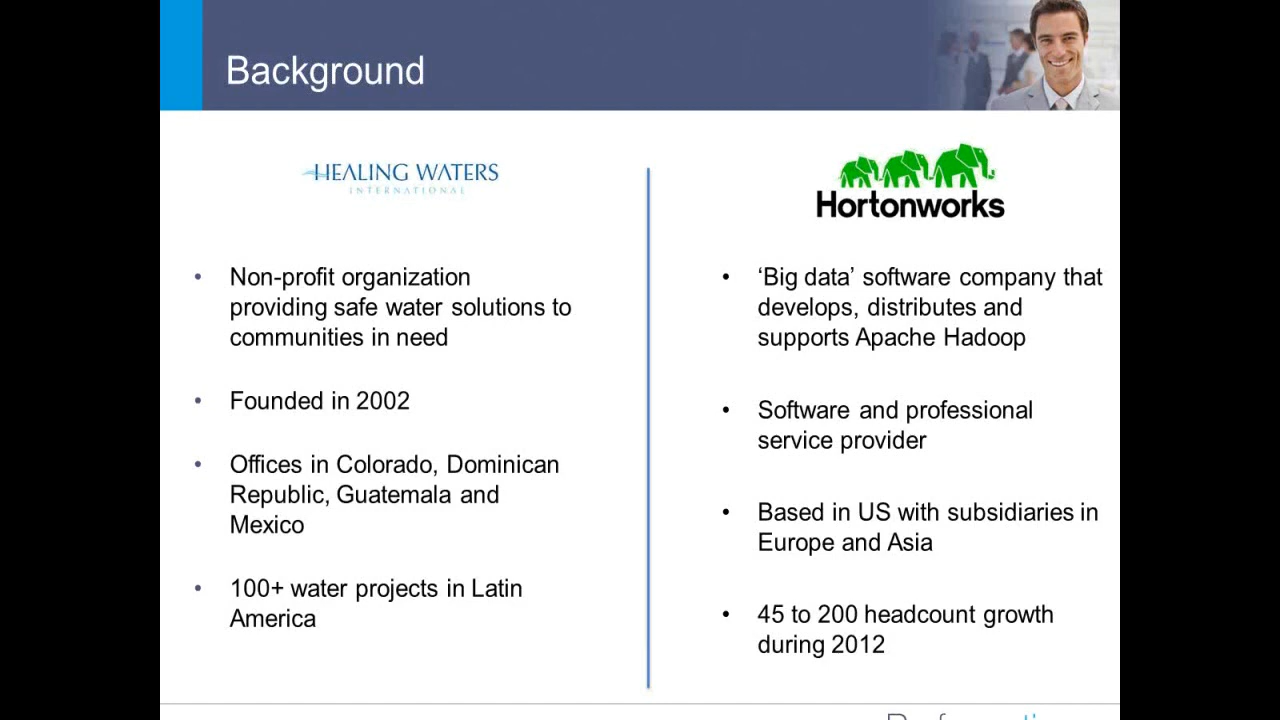 Background
HEALING WATERS
INTERNATIONAL
• Non-profit organization
providing safe water solutions to
communities in need
• Founded in 2002
• Offices in Colorado, Dominican
Republic, Guatemala and
Mexico
• 100+ water projects in Latin
America
Hortonworks
• ‘Big data’ software company that
develops, distributes and
supports Apache Hadoop
• Software and professional
service provider
• Based in US with subsidiaries in
Europe and Asia
• 45 to 200 headcount growth
during 2012